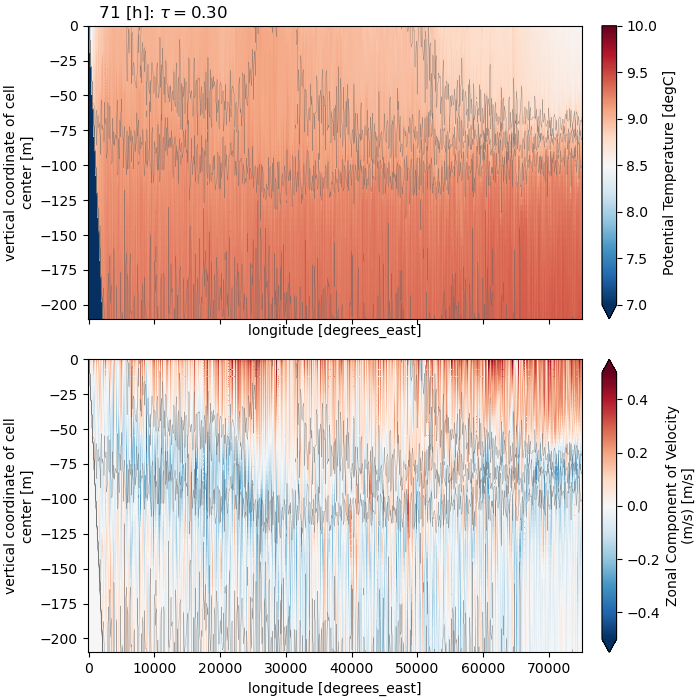 71 [h]: τ = 0.30
0
−25
−50
−75
−100
−125
−150
−175
−200
vertical coordinate of cell
center [m]
longitude [degrees_east]
10.0
9.5
9.0
8.5
8.0
7.5
7.0
Potential Temperature [degC]
0
−25
−50
−75
−100
−125
−150
−175
−200
vertical coordinate of cell
center [m]
0 10000 20000 30000 40000 50000 60000 70000
longitude [degrees_east]
0.4
0.2
0.0
−0.2
−0.4
Zonal Component of Velocity
(m/s) [m/s]